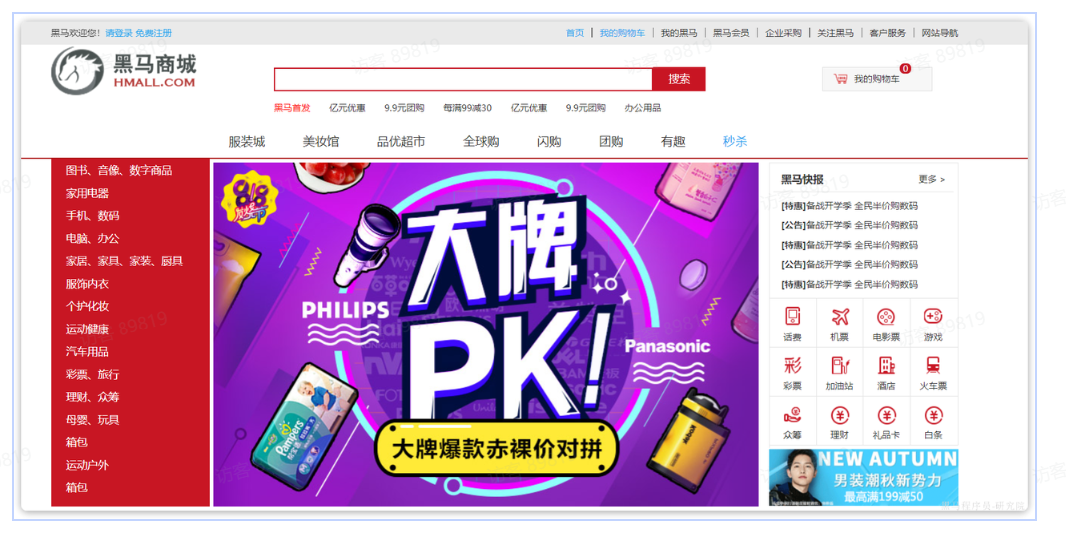 黑马欢迎您! 请登录 免费注册
首页 | 我的购物车 | 我的黑马 | 黑马会员 | 企业采购 | 关注黑马 | 客户服务 | 网站导航
黑马商城
HMALL.COM
搜索
我的购物车 0
黑马首发 亿元优惠 9.9元团购 每满99减30 亿元优惠 9.9元团购 办公用品
服装城 美妆馆 品优超市 全球购 闪购 团购 有趣 秒杀
图书、音像、数字商品
家用电器
手机、数码
电脑、办公
家居、家具、家装、厨具
服饰内衣
个护化妆
运动健康
汽车用品
彩票、旅行
理财、众筹
母婴、玩具
箱包
运动户外
箱包
818
大牌
PHILIPS
PK!
Panasonic
Pampers
大牌爆款赤裸价对拼
黑马快报 更多 >
[特惠]备战开学季 全民半价购数码
[公告]备战开学季 全民半价购数码
[特惠]备战开学季 全民半价购数码
[公告]备战开学季 全民半价购数码
[特惠]备战开学季 全民半价购数码
话费 机票 电影票 游戏
彩
彩票 加油站 酒店 火车票
众筹 理财 礼品卡 白条
NEW AUTUMN
男装潮秋新势力
最高满199减50
访客 89819